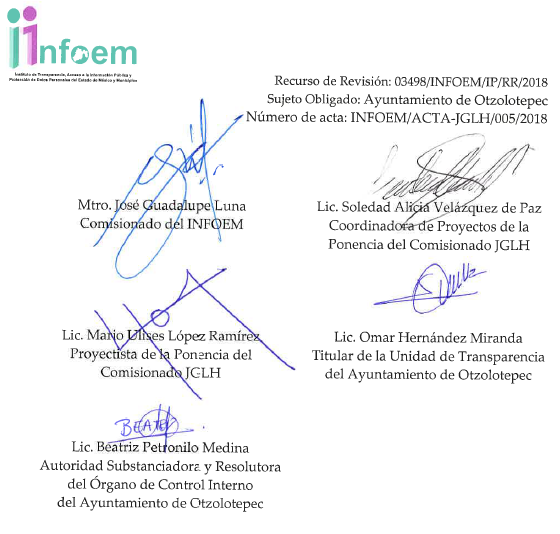 infoem
Instituto de Transparencia, Acceso a la Información Pública y
Protección de Datos Personales del Estado de México y Municipios
Recurso de Revisión: 03498/INFOEM/IP/RR/2018
Sujeto Obligado: Ayuntamiento de Otzolotepec
Número de acta: INFOEM/ACTA-JGLH/005/2018
Mtro. José Guadalupe Luna
Comisionado del INFOEM
Lic. Soledad Alicia Velázquez de Paz
Coordinadora de Proyectos de la
Ponencia del Comisionado JGLH
Lic. Mario Ulises López Ramírez
Proyectista de la Ponencia del
Comisionado JGLH
Lic. Omar Hernández Miranda
Titular de la Unidad de Transparencia
del Ayuntamiento de Otzolotepec
Lic. Beatriz Petronilo Medina
Autoridad Substanciadora y Resolutora
del Órgano de Control Interno
del Ayuntamiento de Otzolotepec